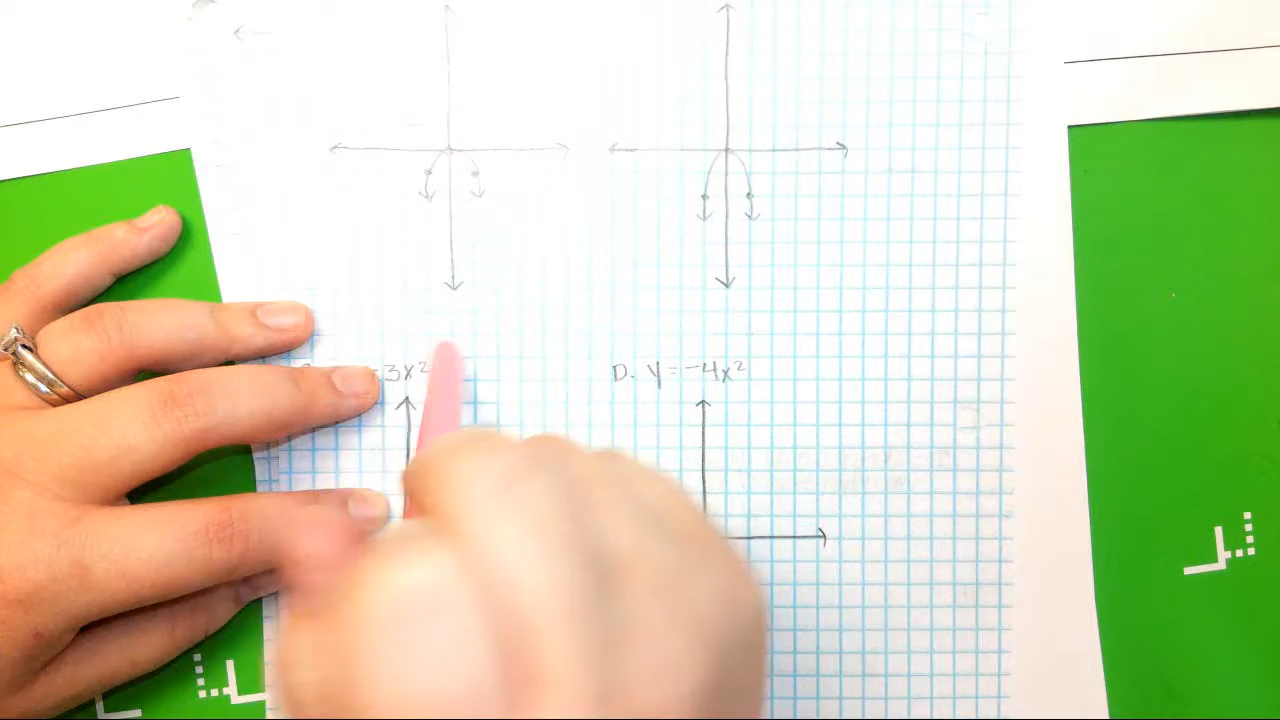 -3x²
D. y = -4x²